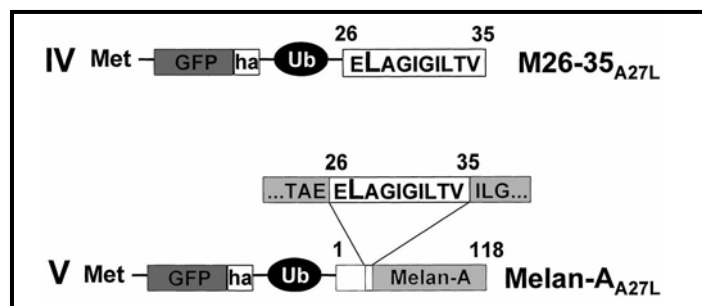 26 35
IV Met GFP ha Ub ELAGIGILTV M26-35A27L
26 35
...TAE ELAGIGILTV ILG...
1 118
V Met GFP ha Ub Melan-A Melan-AA27L